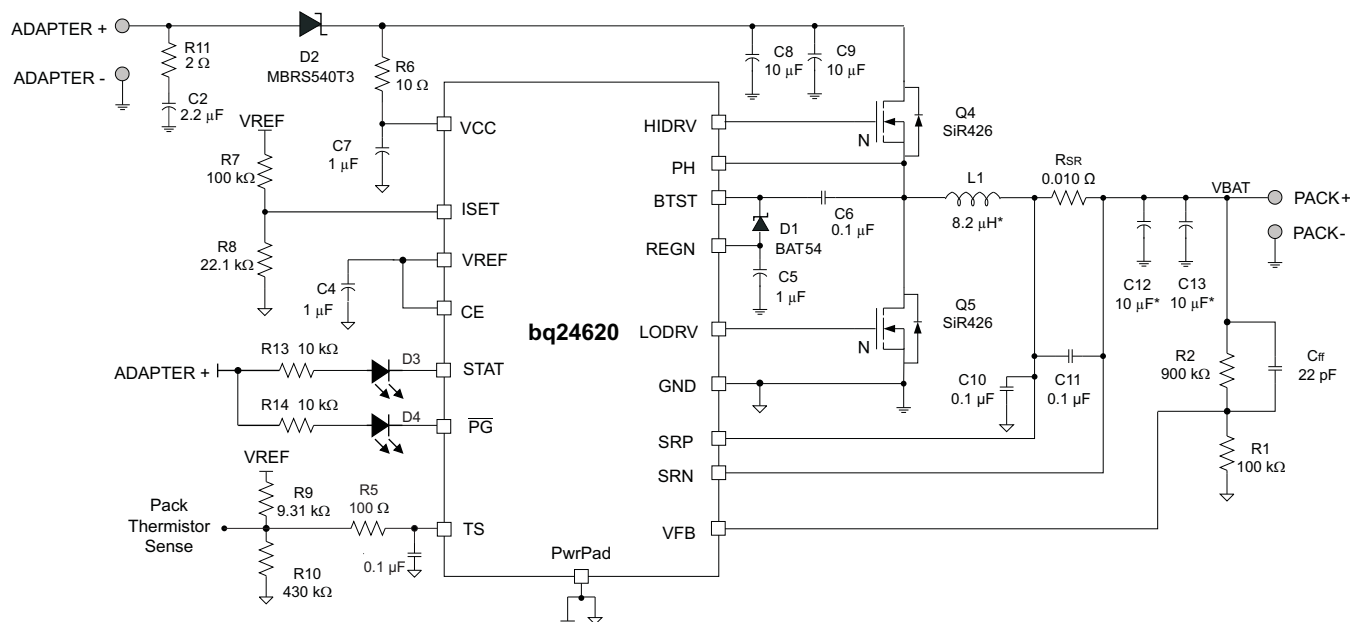 ADAPTER +
R11
2 Ω
D2
MBRS540T3
C8
10 µF
C9
10 µF
R6
10 Ω
ADAPTER -
C2
2.2 µF
VREF
VCC
HIDRV
Q4
SiR426
N
C7
1 µF
R7
100 kΩ
PH
RSR
0.010 Ω
L1
8.2 µH*
VBAT
PACK+
ISET
BTST
C6
0.1 µF
D1
BAT54
PACK-
R8
22.1 kΩ
REGN
VREF
C4
1 µF
C5
1 µF
C12
10 µF*
C13
10 µF*
CE
bq24620
LODRV
Q5
SiR426
N
R13 10 kΩ
D3
STAT
ADAPTER +
R2
900 kΩ
Cff
22 pF
GND
C10
0.1 µF
C11
0.1 µF
R14 10 kΩ
D4
PG
SRP
R1
100 kΩ
VREF
SRN
R9
9.31 kΩ
R5
100 Ω
Pack
Thermistor
Sense
TS
VFB
0.1 µF
PwrPad
R10
430 kΩ